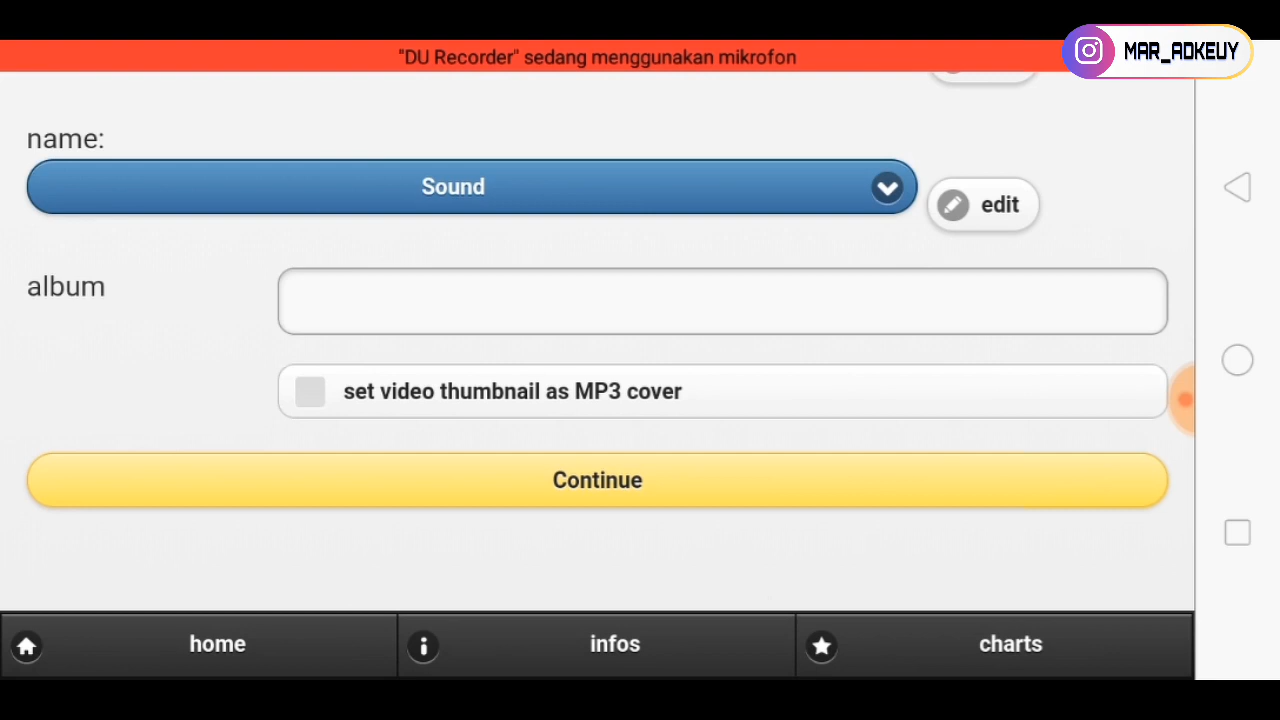 "DU Recorder" sedang menggunakan mikrofon
MAR_ADKEUY
name:
Sound
edit
album
set video thumbnail as MP3 cover
Continue
home
infos
charts